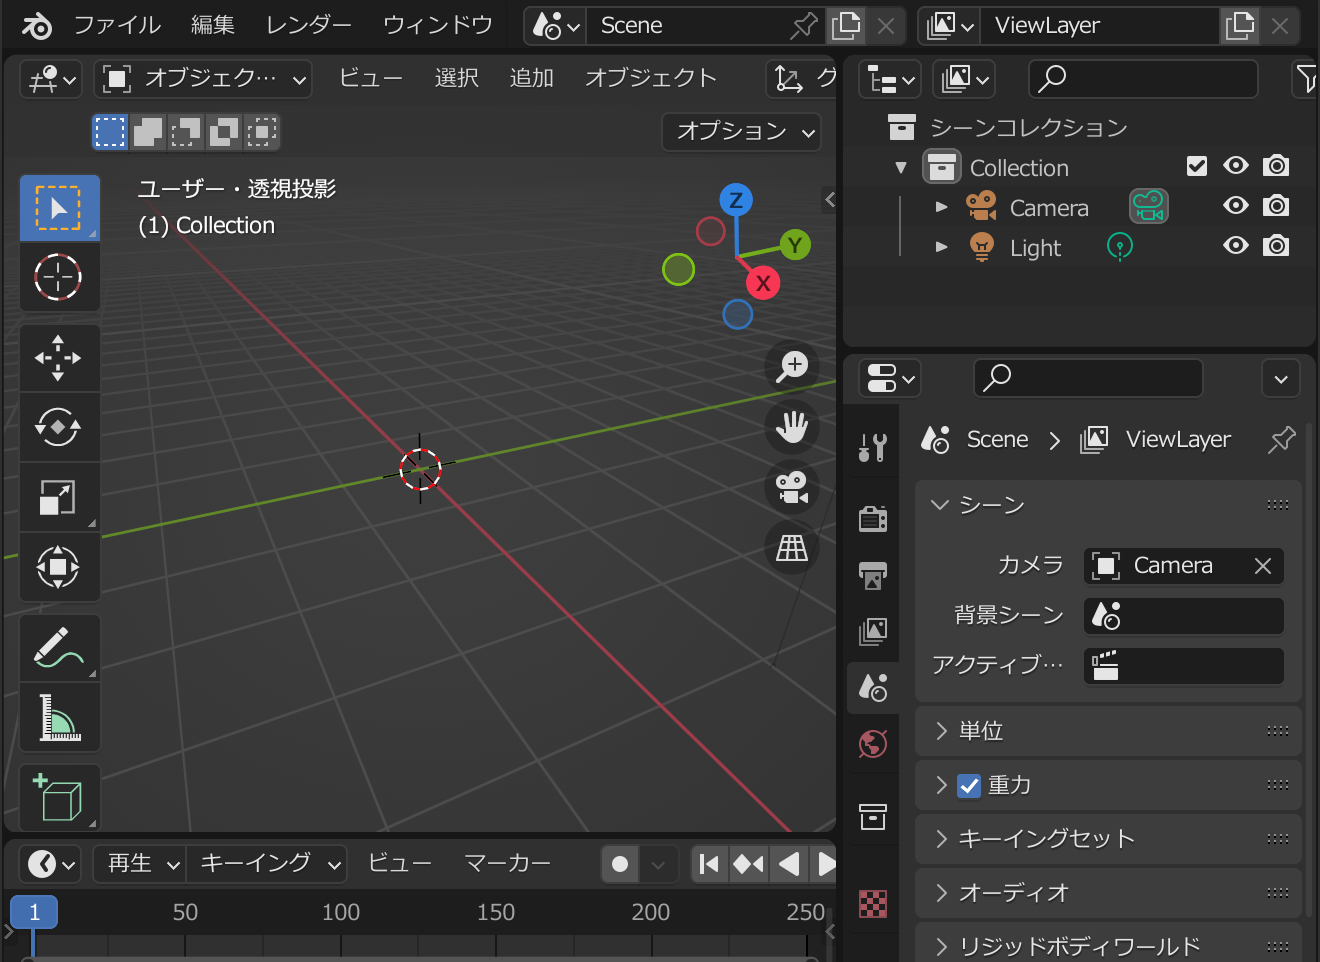 ファイル 編集 レンダー ウィンドウ Scene ViewLayer
オブジェク… ビュー 選択 追加 オブジェクト グ
オプション
ユーザー・透視投影
(1) Collection
Z
Y
X
シーンコレクション
Collection
Camera
Light
Scene > ViewLayer
シーン
カメラ Camera
背景シーン
アクティブ…
単位
重力
キーイングセット
オーディオ
リジッドボディワールド
再生 キーイング ビュー マーカー
1 50 100 150 200 250